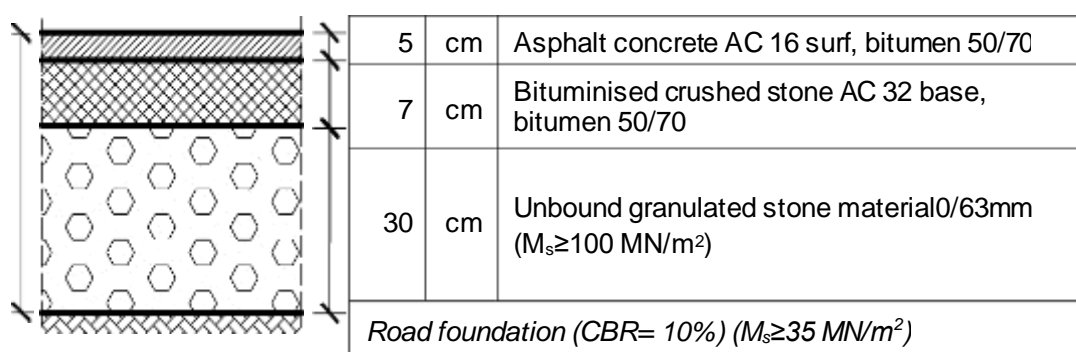 5 cm Asphalt concrete AC 16 surf, bitumen 50/70
7 cm Bituminised crushed stone AC 32 base,
bitumen 50/70
30 cm Unbound granulated stone material0/63mm
(Ms≥100 MN/m²)
Road foundation (CBR= 10%) (Ms≥35 MN/m²)